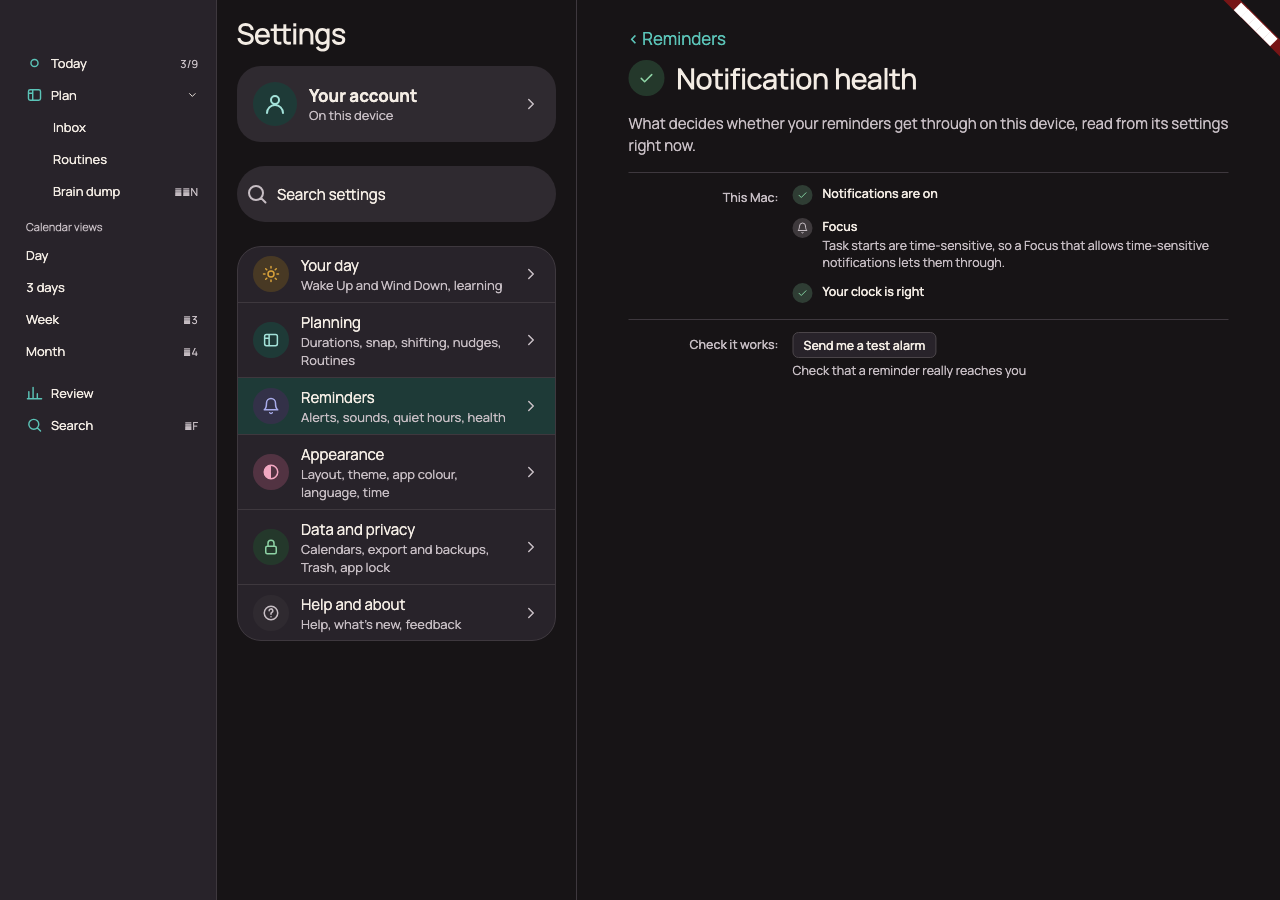 Settings
Today 3/9
Plan
Inbox
Routines
Brain dump N
Calendar views
Day
3 days
Week 3
Month 4
Review
Search F
Your account
On this device
Search settings
Your day
Wake Up and Wind Down, learning
Planning
Durations, snap, shifting, nudges,
Routines
Reminders
Alerts, sounds, quiet hours, health
Appearance
Layout, theme, app colour,
language, time
Data and privacy
Calendars, export and backups,
Trash, app lock
Help and about
Help, what's new, feedback
‹ Reminders
Notification health
What decides whether your reminders get through on this device, read from its settings
right now.
This Mac:
Notifications are on
Focus
Task starts are time-sensitive, so a Focus that allows time-sensitive
notifications lets them through.
Your clock is right
Check it works:
Send me a test alarm
Check that a reminder really reaches you